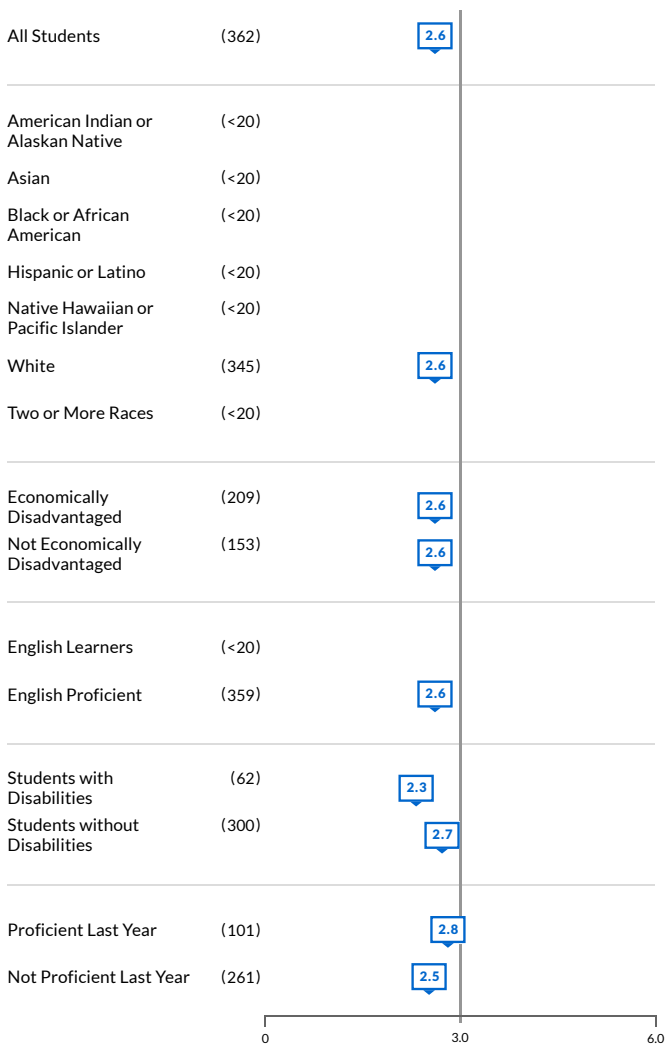 All Students (362) 2.6
American Indian or (<20)
Alaskan Native
Asian (<20)
Black or African (<20)
American
Hispanic or Latino (<20)
Native Hawaiian or (<20)
Pacific Islander
White (345) 2.6
Two or More Races (<20)
Economically (209) 2.6
Disadvantaged
Not Economically (153) 2.6
Disadvantaged
English Learners (<20)
English Proficient (359) 2.6
Students with (62) 2.3
Disabilities
Students without (300) 2.7
Disabilities
Proficient Last Year (101) 2.8
Not Proficient Last Year (261) 2.5
0 3.0 6.0